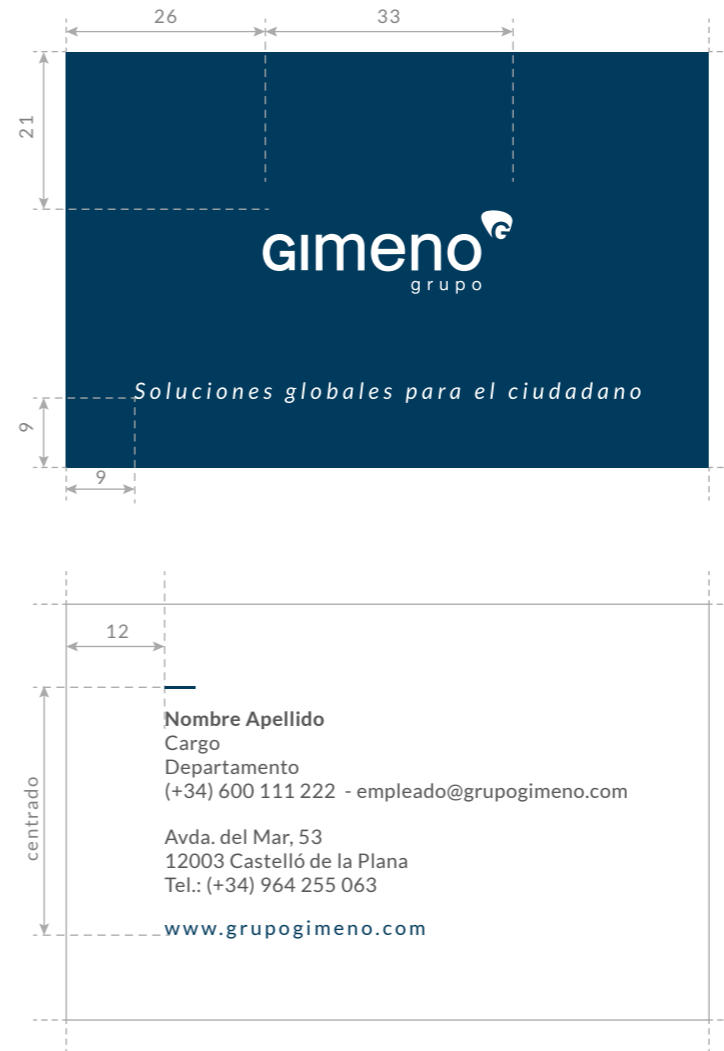 26
33
21
GIMENO
G
grupo
Soluciones globales para el ciudadano
9
9
12
centrado
Nombre Apellido
Cargo
Departamento
(+34) 600 111 222 - empleado@grupogimeno.com
Avda. del Mar, 53
12003 Castelló de la Plana
Tel.: (+34) 964 255 063
www.grupogimeno.com